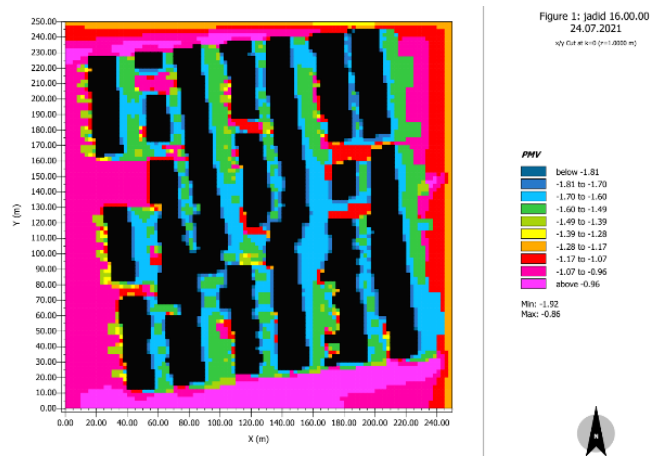 Figure 1: jadid 16.00.00
24.07.2021
x/y Cut at k=0 (z=1.0000 m)
250.00
240.00
230.00
220.00
210.00
200.00
190.00
180.00
170.00
160.00
150.00
140.00
130.00
120.00
110.00
100.00
90.00
80.00
70.00
60.00
50.00
40.00
30.00
20.00
10.00
0.00
Y (m)
0.00 20.00 40.00 60.00 80.00 100.00 120.00 140.00 160.00 180.00 200.00 220.00 240.00
X (m)
PMV
below -1.81
-1.81 to -1.70
-1.70 to -1.60
-1.60 to -1.49
-1.49 to -1.39
-1.39 to -1.28
-1.28 to -1.17
-1.17 to -1.07
-1.07 to -0.96
above -0.96
Min: -1.92
Max: -0.86
N